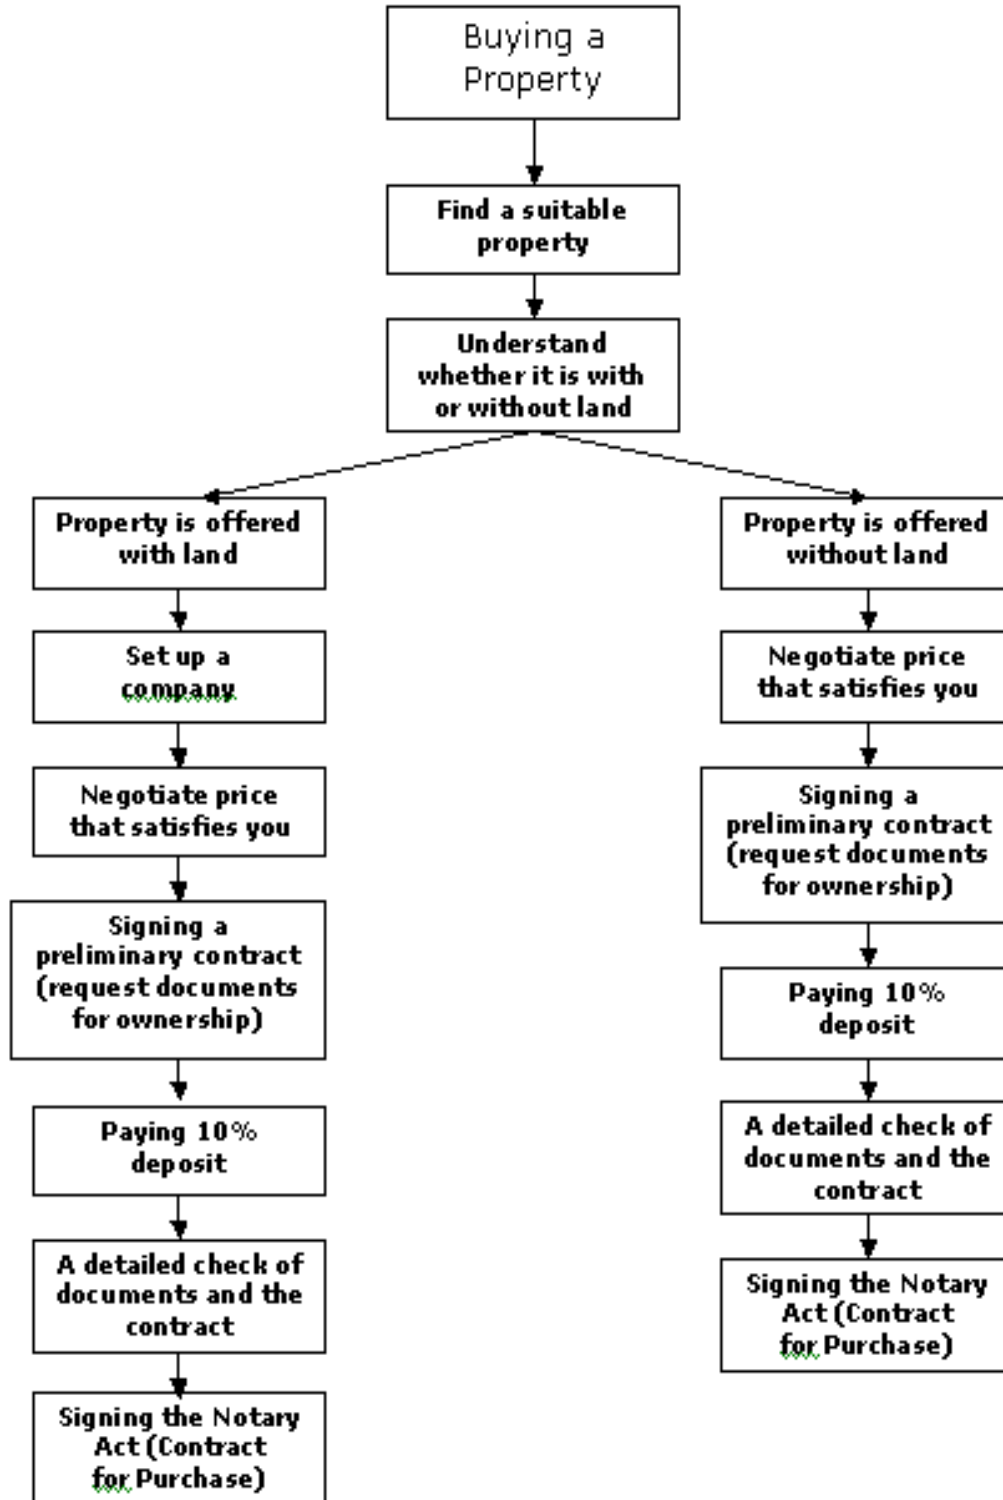 Buying a
Property
Find a suitable
property
Understand
whether it is with
or without land
Property is offered
with land
Set up a
company
Negotiate price
that satisfies you
Signing a
preliminary contract
(request documents
for ownership)
Paying 10%
deposit
A detailed check of
documents and the
contract
Signing the Notary
Act (Contract
for Purchase)
Property is offered
without land
Negotiate price
that satisfies you
Signing a
preliminary contract
(request documents
for ownership)
Paying 10%
deposit
A detailed check of
documents and the
contract
Signing the Notary
Act (Contract
for Purchase)